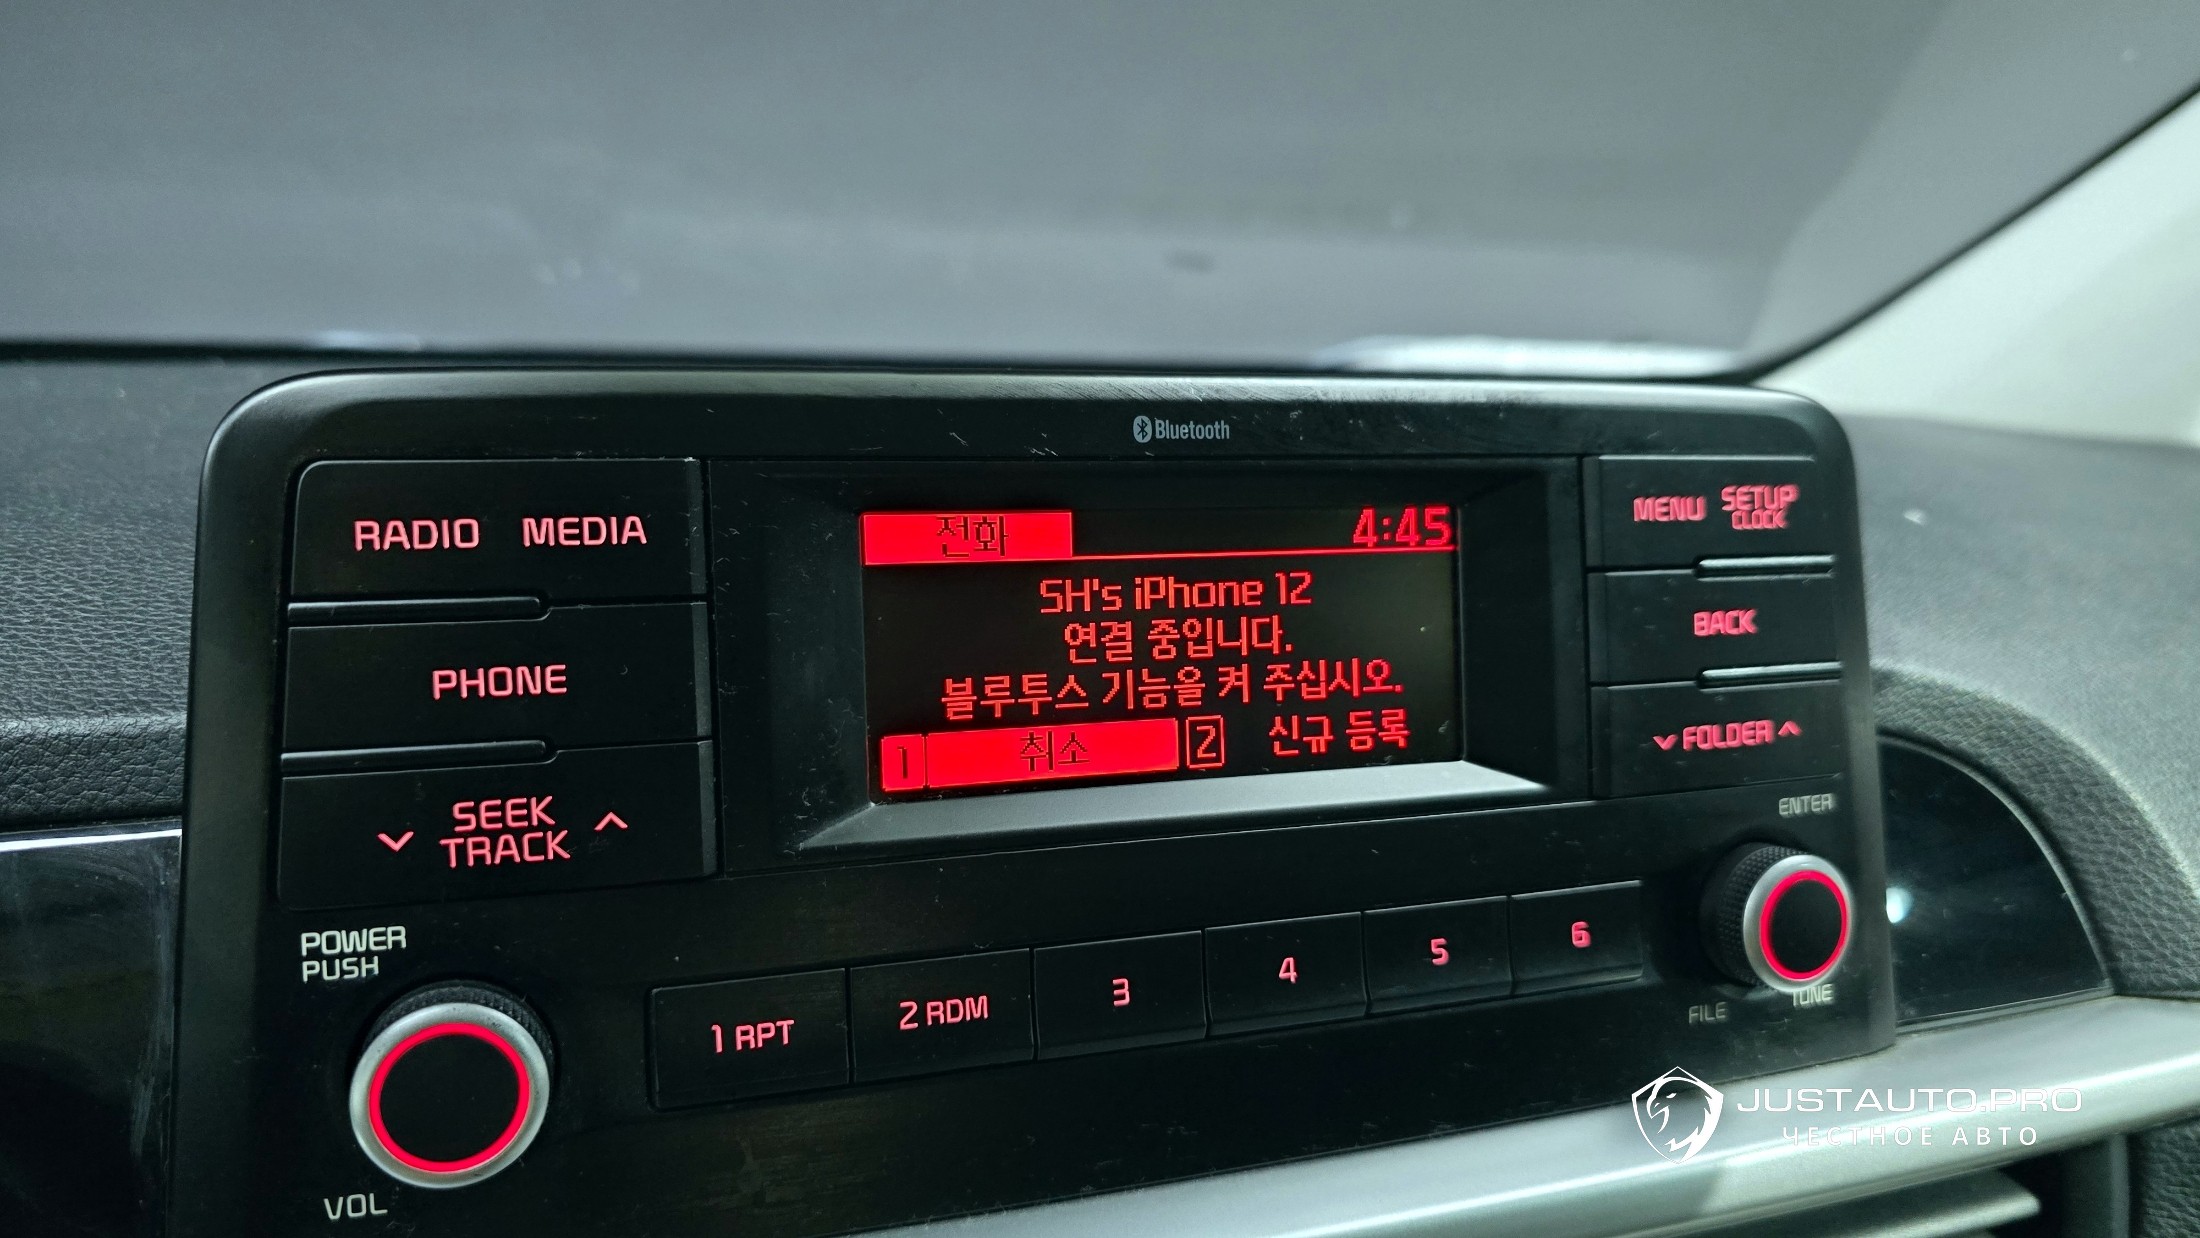 Bluetooth
RADIO MEDIA
PHONE
SEEK
TRACK
POWER
PUSH
VOL
전화 4:45
SH's iPhone 12
연결 중입니다.
블루투스 기능을 켜 주십시오.
1 취소 2 신규 등록
MENU SETUP
CLOCK
BACK
FOLDER
ENTER
FILE TUNE
1 RPT 2 RDM 3 4 5 6
JUSTAUTO.PRO
ЧЕСТНОЕ АВТО